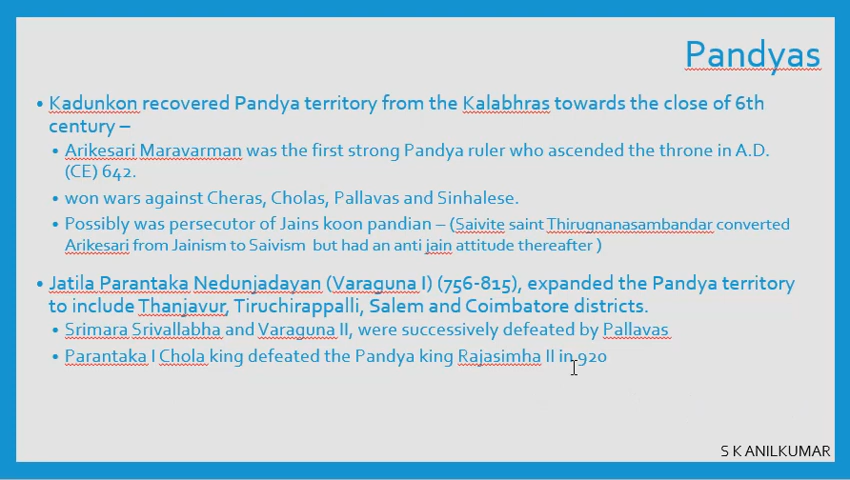 Pandyas
• Kadunkon recovered Pandya territory from the Kalabhras towards the close of 6th
century –
• Arikesari Maravarman was the first strong Pandya ruler who ascended the throne in A.D.
(CE) 642.
• won wars against Cheras, Cholas, Pallavas and Sinhalese.
• Possibly was persecutor of Jains koon pandian – (Saivite saint Thirugnanasambandar converted
Arikesari from Jainism to Saivism but had an anti jain attitude thereafter )
• Jatila Parantaka Nedunjadayan (Varaguna I) (756-815), expanded the Pandya territory
to include Thanjavur, Tiruchirappalli, Salem and Coimbatore districts.
• Srimara Srivallabha and Varaguna II, were successively defeated by Pallavas
• Parantaka I Chola king defeated the Pandya king Rajasimha II in 920
S K ANILKUMAR